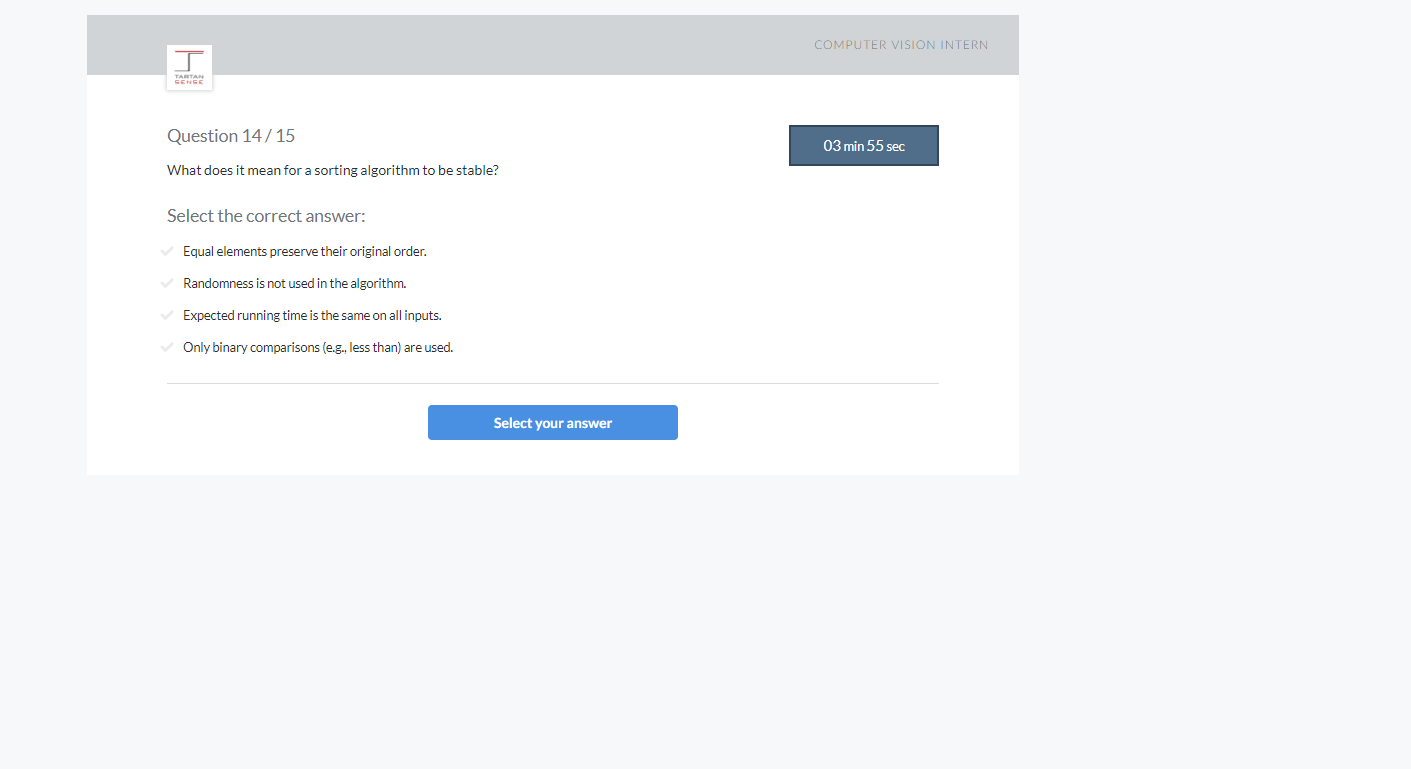 COMPUTER VISION INTERN
TARTAN
SENSE
Question 14 / 15
03 min 55 sec
What does it mean for a sorting algorithm to be stable?
Select the correct answer:
Equal elements preserve their original order.
Randomness is not used in the algorithm.
Expected running time is the same on all inputs.
Only binary comparisons (e.g., less than) are used.
Select your answer